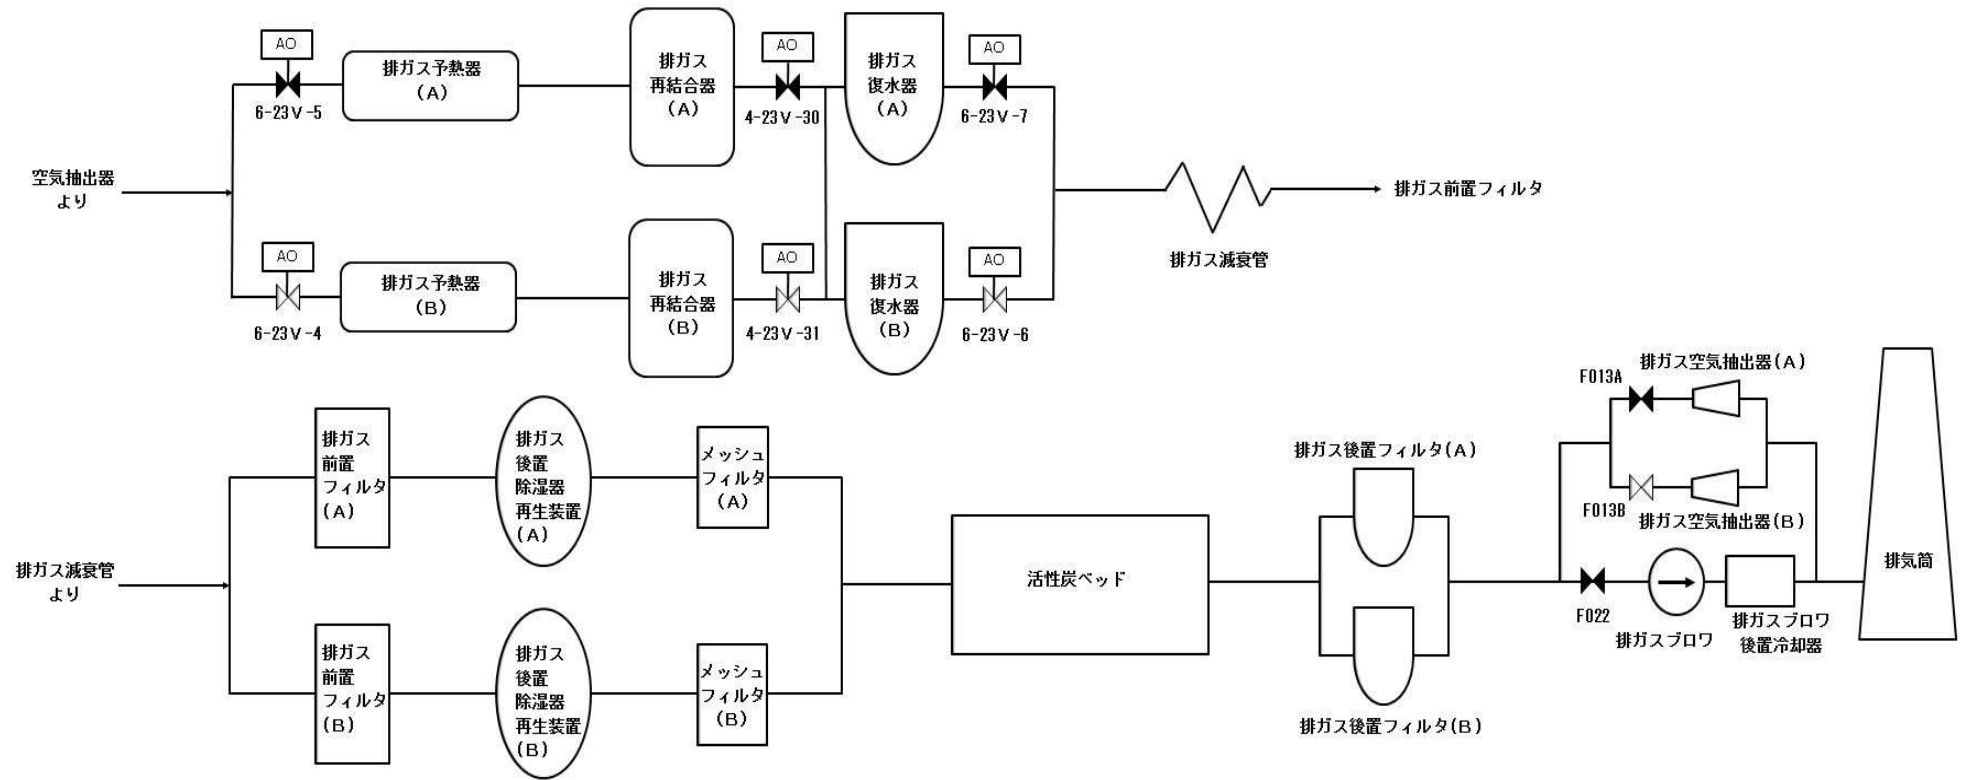 AO
排ガス予熱器
(A)
6-23V-5
排ガス
再結合器
(A)
AO
4-23V-30
排ガス
復水器
(A)
AO
6-23V-7
空気抽出器
より
排ガス前置フィルタ
排ガス減衰管
AO
排ガス予熱器
(B)
6-23V-4
排ガス
再結合器
(B)
AO
4-23V-31
排ガス
復水器
(B)
AO
6-23V-6
排ガス減衰管
より
排ガス
前置
フィルタ
(A)
排ガス
後置
除湿器
再生装置
(A)
メッシュ
フィルタ
(A)
排ガス
前置
フィルタ
(B)
排ガス
後置
除湿器
再生装置
(B)
メッシュ
フィルタ
(B)
活性炭ベッド
排ガス後置フィルタ(A)
排ガス後置フィルタ(B)
排ガス空気抽出器(A)
F013A
F013B
排ガス空気抽出器(B)
F022
排ガスブロワ
排ガスブロワ
後置冷却器
排気筒